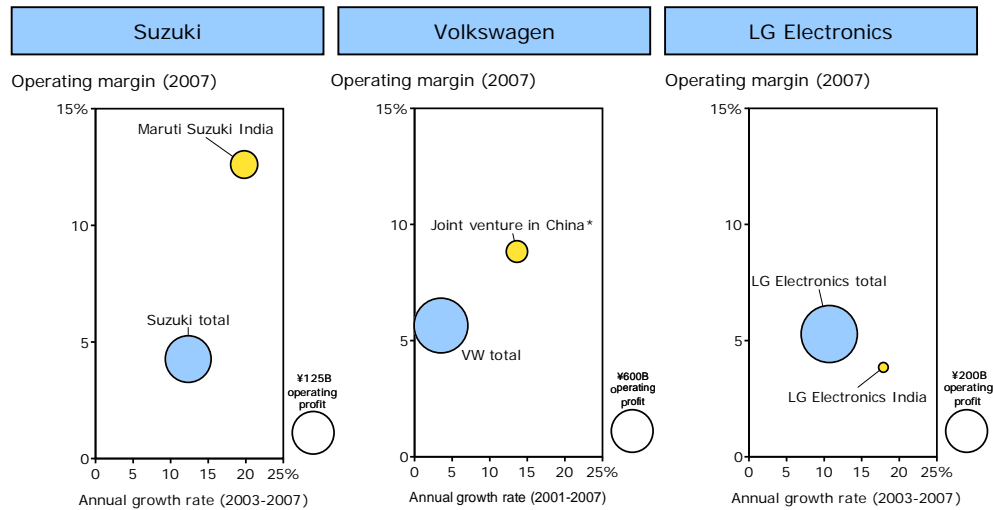 Suzuki
Operating margin (2007)
15%
Maruti Suzuki India
10
Suzuki total
5
¥125B
operating
profit
0
0 5 10 15 20 25%
Annual growth rate (2003-2007)
Volkswagen
Operating margin (2007)
15%
10
Joint venture in China*
5
VW total
¥600B
operating
profit
0
0 5 10 15 20 25%
Annual growth rate (2001-2007)
LG Electronics
Operating margin (2007)
15%
10
LG Electronics total
5
LG Electronics India
¥200B
operating
profit
0
0 5 10 15 20 25%
Annual growth rate (2003-2007)